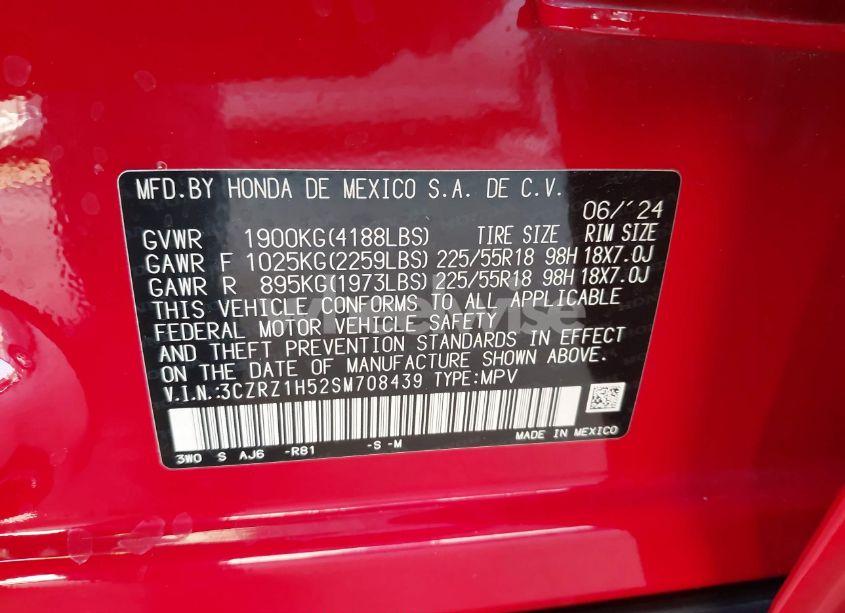 MFD.BY HONDA DE MEXICO S.A. DE C.V.
06/'24
GVWR 1900KG(4188LBS) TIRE SIZE RIM SIZE
GAWR F 1025KG(2259LBS) 225/55R18 98H 18X7.0J
GAWR R 895KG(1973LBS) 225/55R18 98H 18X7.0J
THIS VEHICLE CONFORMS TO ALL APPLICABLE
FEDERAL MOTOR VEHICLE SAFETY
AND THEFT PREVENTION STANDARDS IN EFFECT
ON THE DATE OF MANUFACTURE SHOWN ABOVE.
V.I.N.:3CZRZ1H52SM708439 TYPE:MPV
3W0 S AJ6 -R81 -S -M MADE IN MEXICO